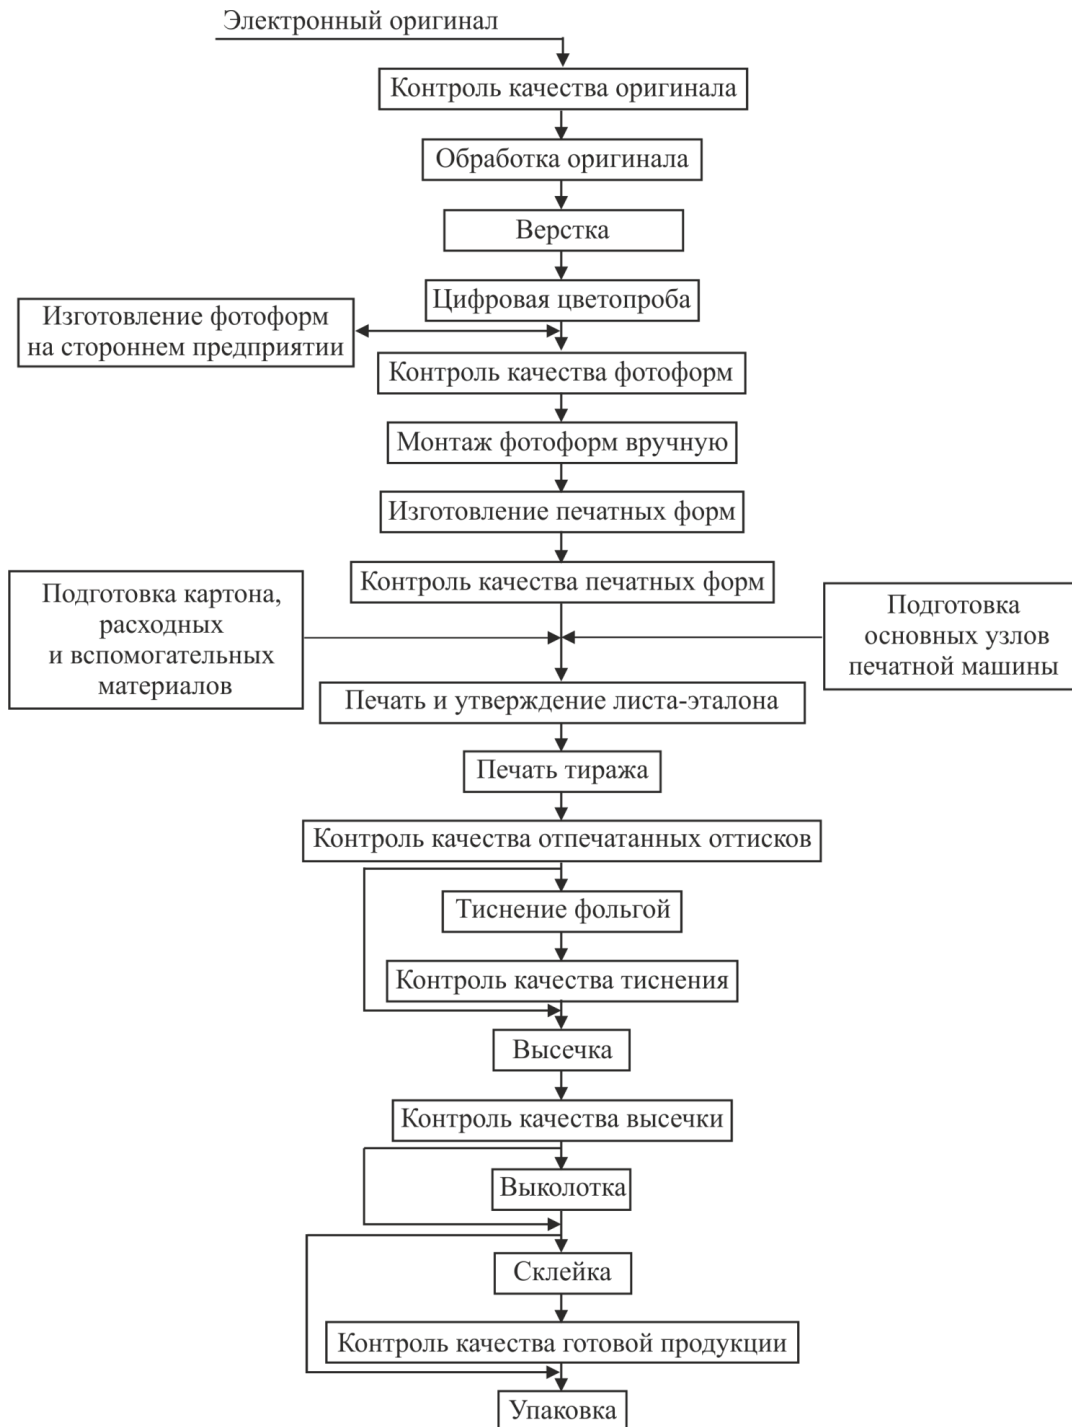 Электронный оригинал
Контроль качества оригинала
Обработка оригинала
Верстка
Цифровая цветопроба
Изготовление фотоформ
на стороннем предприятии
Контроль качества фотоформ
Монтаж фотоформ вручную
Изготовление печатных форм
Контроль качества печатных форм
Подготовка картона,
расходных
и вспомогательных
материалов
Подготовка
основных узлов
печатной машины
Печать и утверждение листа-эталона
Печать тиража
Контроль качества отпечатанных оттисков
Тиснение фольгой
Контроль качества тиснения
Высечка
Контроль качества высечки
Выколотка
Склейка
Контроль качества готовой продукции
Упаковка